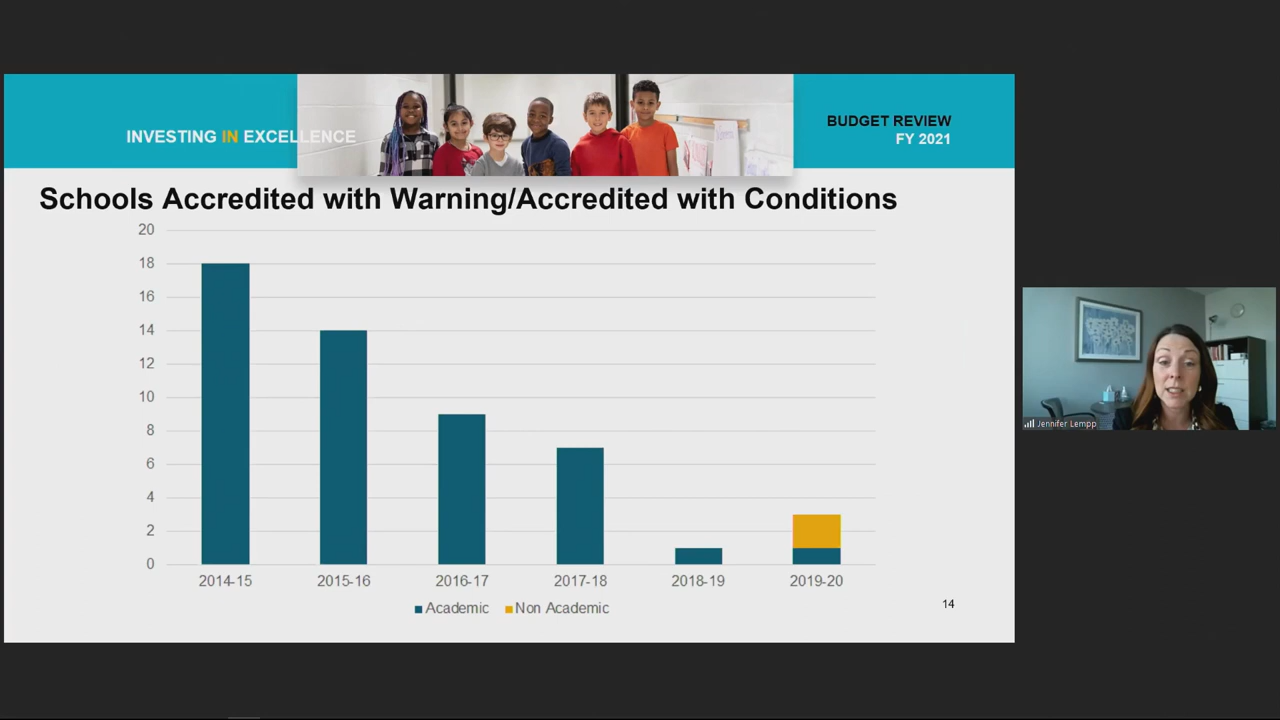 INVESTING IN EXCELLENCE
BUDGET REVIEW
FY 2021
Schools Accredited with Warning/Accredited with Conditions
20
18
16
14
12
10
8
6
4
2
0
2014-15 2015-16 2016-17 2017-18 2018-19 2019-20
Academic Non Academic
14
Jennifer Lempp